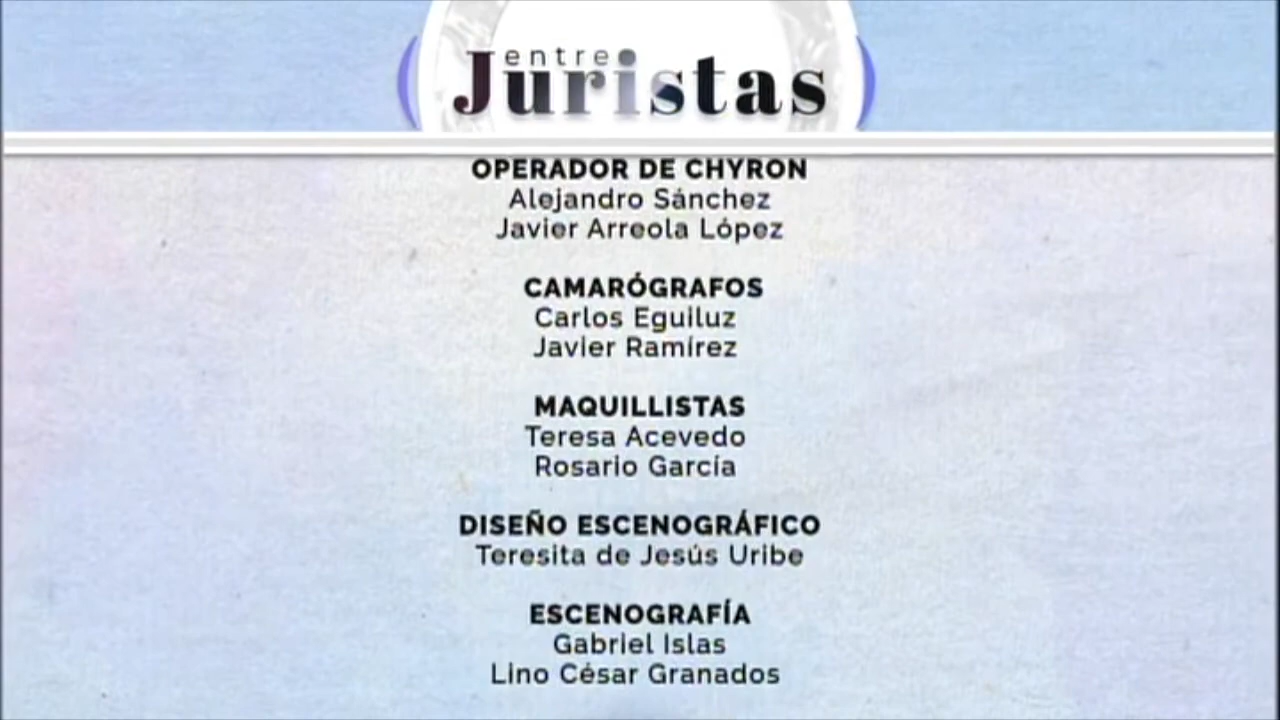 entre
Juristas
OPERADOR DE CHYRON
Alejandro Sánchez
Javier Arreola López
CAMARÓGRAFOS
Carlos Eguiluz
Javier Ramírez
MAQUILLISTAS
Teresa Acevedo
Rosario García
DISEÑO ESCENOGRÁFICO
Teresita de Jesús Uribe
ESCENOGRAFÍA
Gabriel Islas
Lino César Granados